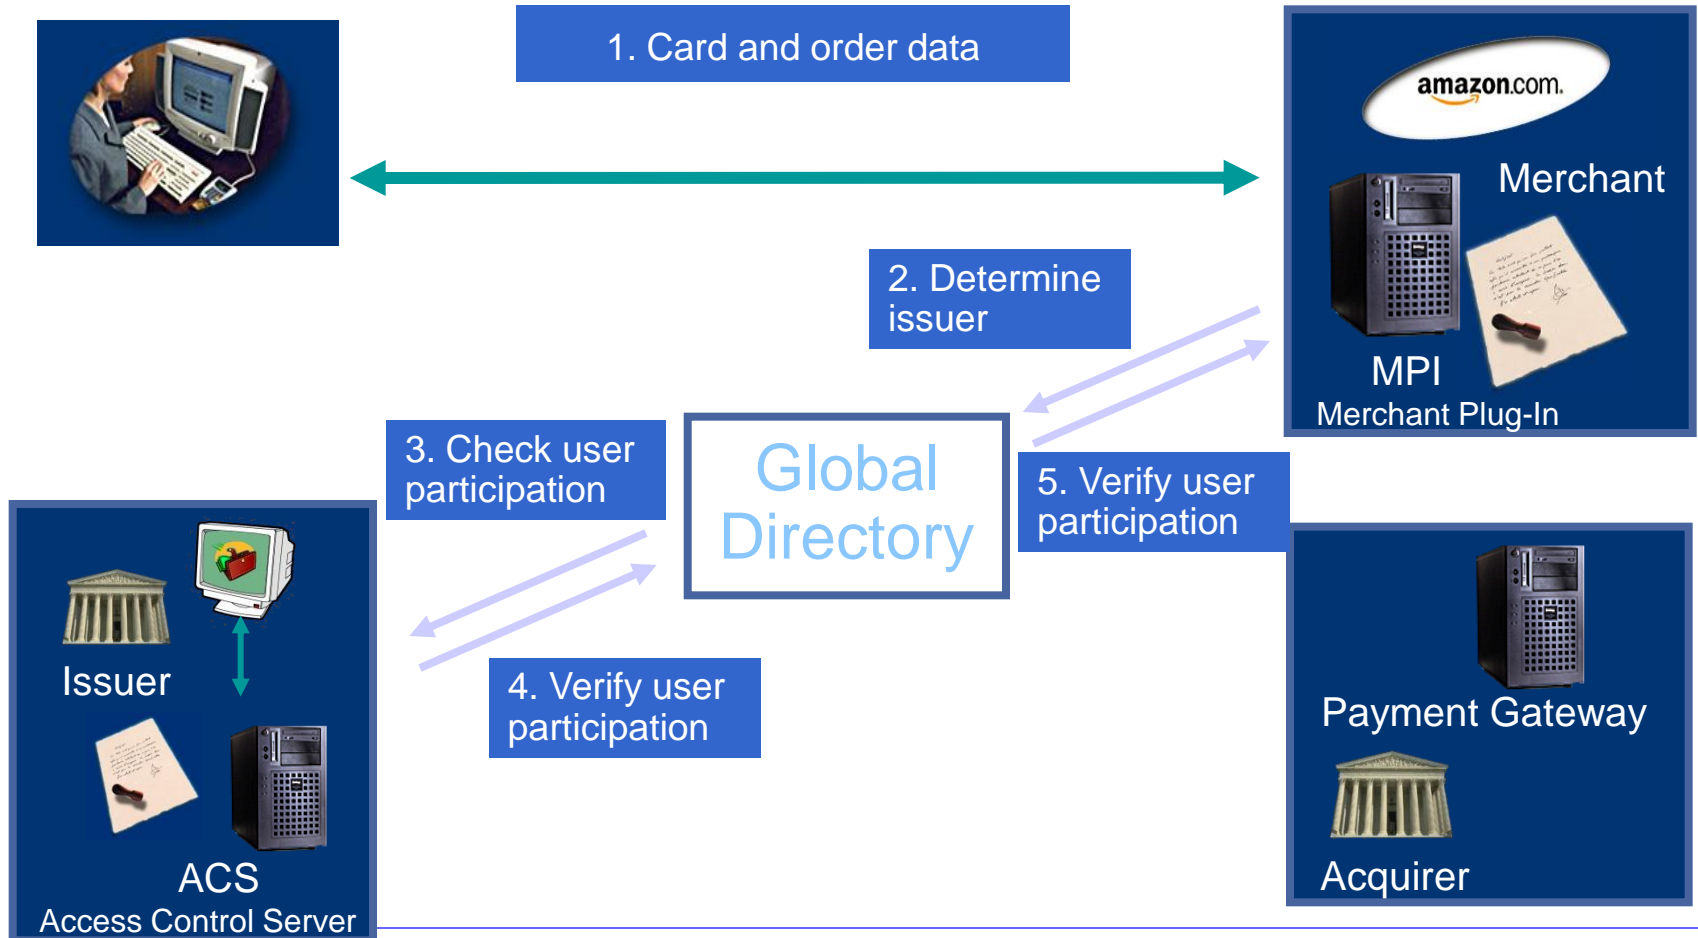 1. Card and order data
amazon.com.
Merchant
2. Determine
issuer
MPI
Merchant Plug-In
3. Check user
participation
Global
Directory
5. Verify user
participation
Issuer
4. Verify user
participation
Payment Gateway
ACS
Access Control Server
Acquirer